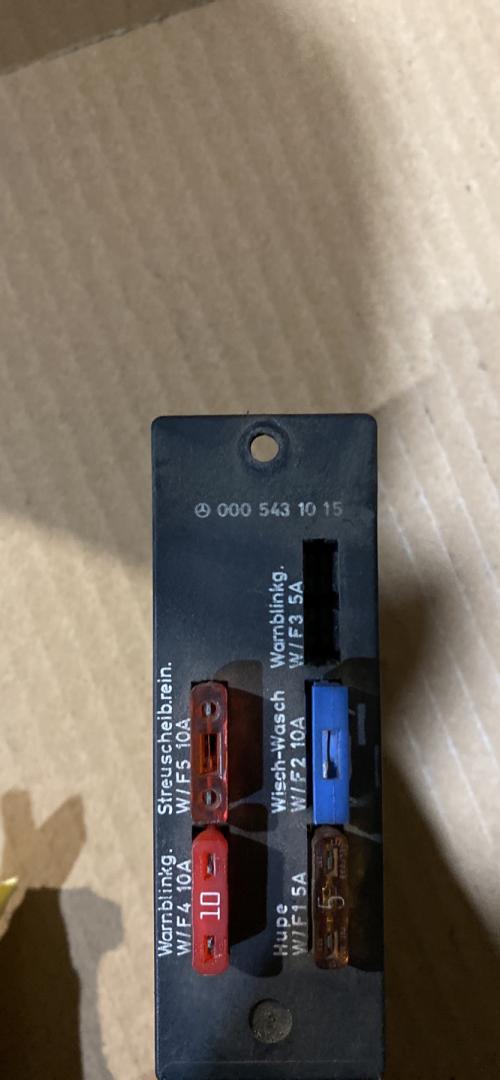 000 543 10 15
Warnblinkg.
W/F3 5A
Streuscheib.rein.
W/F5 10A
Wisch-Wasch
W/F2 10A
Warnblinkg.
W/F4 10A
10
Hupe
W/F1 5A
5